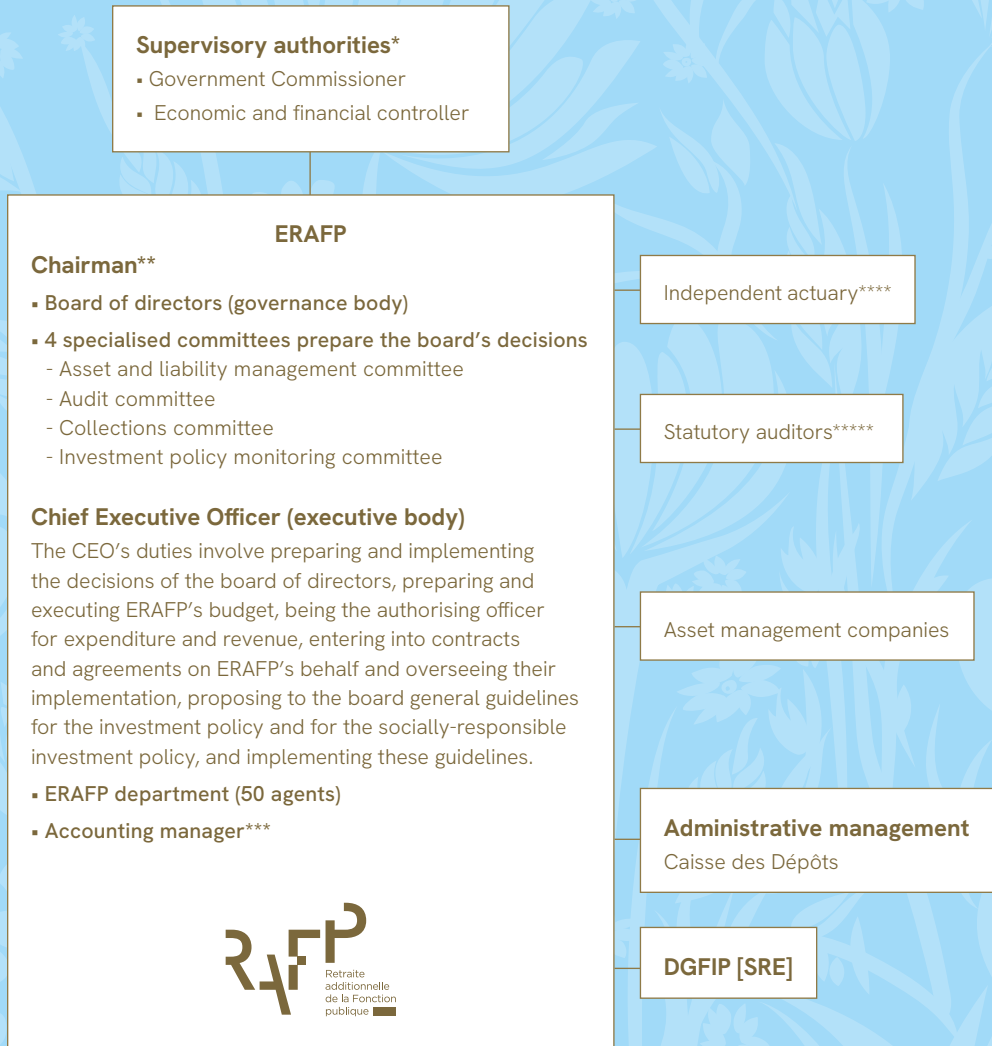 Supervisory authorities*
▪ Government Commissioner
▪ Economic and financial controller
ERAFP
Chairman**
▪ Board of directors (governance body)
▪ 4 specialised committees prepare the board’s decisions
- Asset and liability management committee
- Audit committee
- Collections committee
- Investment policy monitoring committee
Chief Executive Officer (executive body)
The CEO’s duties involve preparing and implementing
the decisions of the board of directors, preparing and
executing ERAFP’s budget, being the authorising officer
for expenditure and revenue, entering into contracts
and agreements on ERAFP’s behalf and overseeing their
implementation, proposing to the board general guidelines
for the investment policy and for the socially-responsible
investment policy, and implementing these guidelines.
▪ ERAFP department (50 agents)
▪ Accounting manager***
RAFP
Retraite
additionnelle
de la Fonction
publique
Independent actuary****
Statutory auditors*****
Asset management companies
Administrative management
Caisse des Dépôts
DGFIP [SRE]